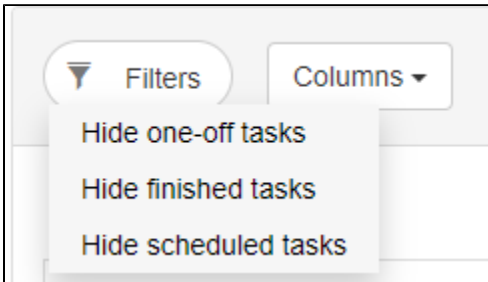 Filters
Columns
Hide one-off tasks
Hide finished tasks
Hide scheduled tasks